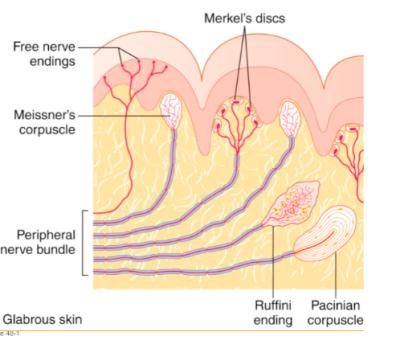 Merkel's discs
Free nerve
endings
Meissner's
corpuscle
Peripheral
nerve bundle
Ruffini
ending
Pacinian
corpuscle
Glabrous skin